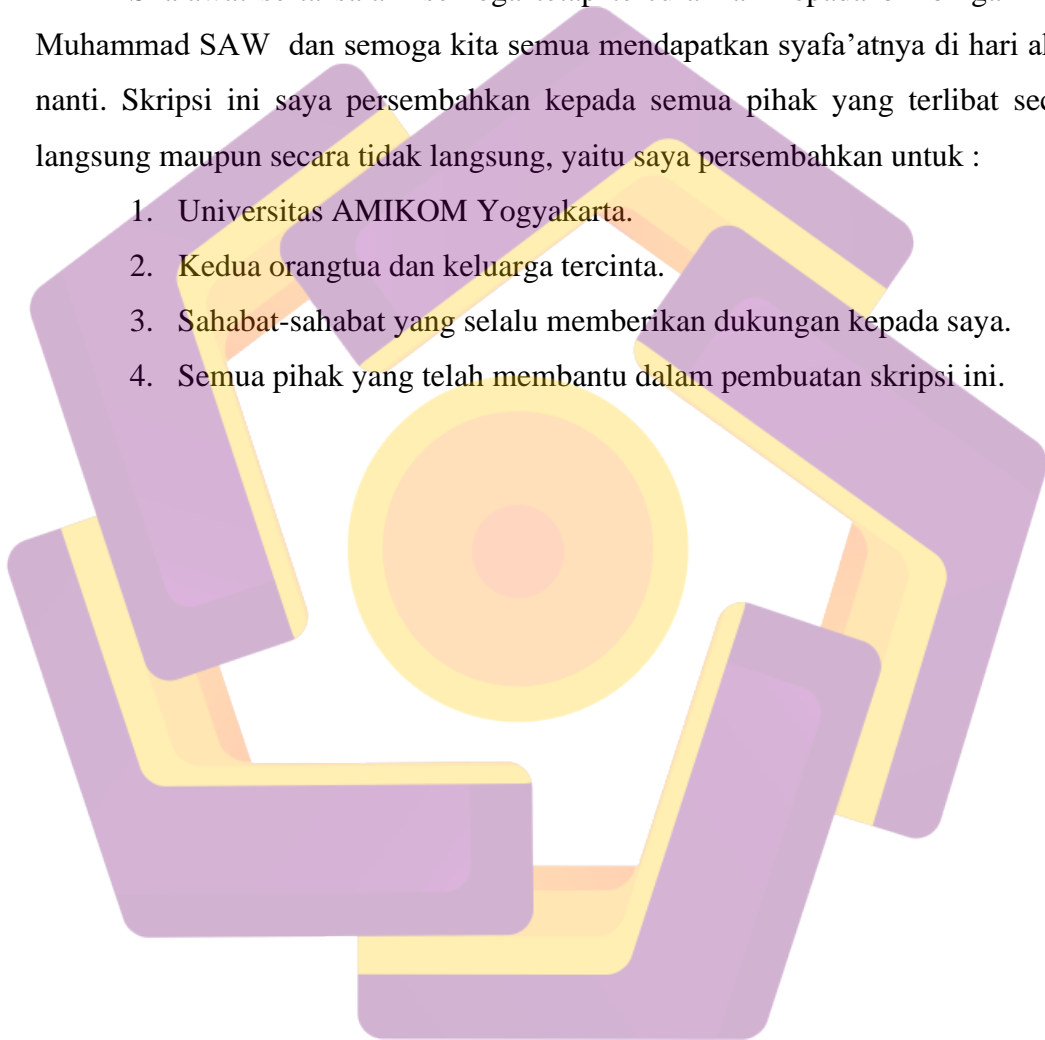 Muhammad SAW dan semoga kita semua mendapatkan syafa’atnya di hari
nanti. Skripsi ini saya persembahkan kepada semua pihak yang terlibat
langsung maupun secara tidak langsung, yaitu saya persembahkan untuk :
1. Universitas AMIKOM Yogyakarta.
2. Kedua orangtua dan keluarga tercinta.
3. Sahabat-sahabat yang selalu memberikan dukungan kepada saya.
4. Semua pihak yang telah membantu dalam pembuatan skripsi ini.